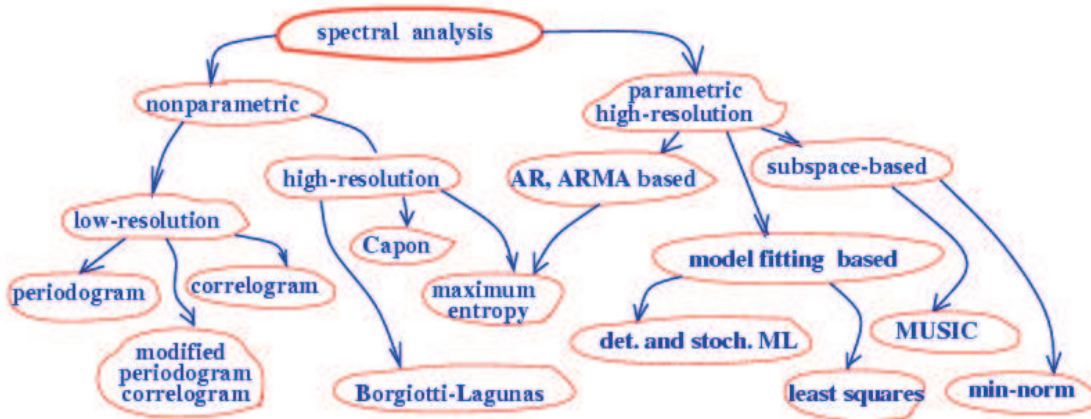 spectral analysis
nonparametric
parametric
high-resolution
high-resolution
AR, ARMA based
subspace-based
low-resolution
Capon
model fitting based
periodogram
correlogram
maximum
entropy
det. and stoch. ML
MUSIC
modified
periodogram
correlogram
Borgiotti-Lagunas
least squares
min-norm